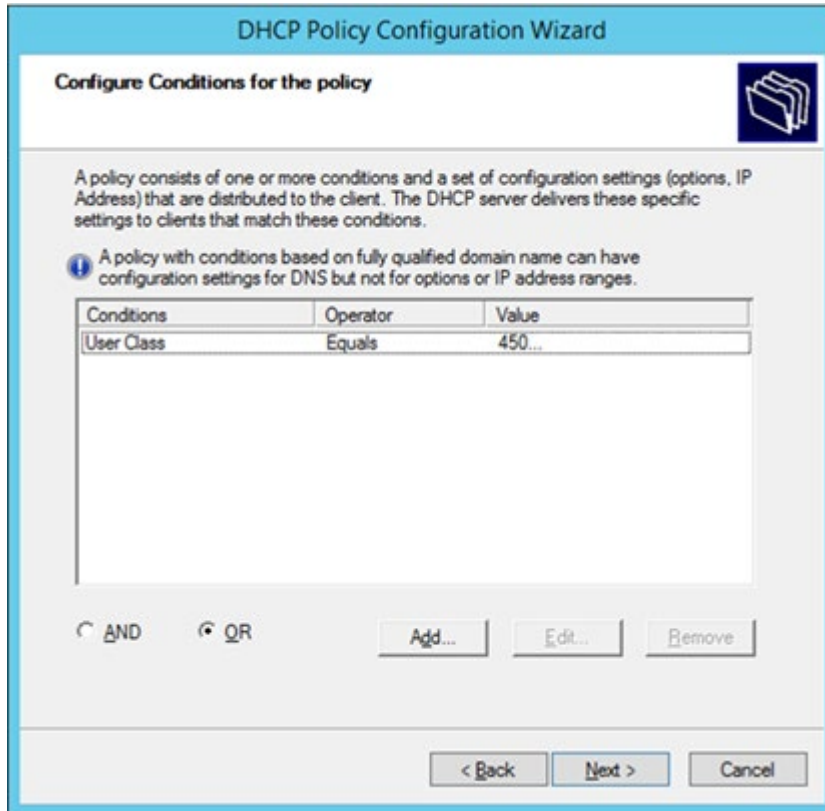 DHCP Policy Configuration Wizard
Configure Conditions for the policy
A policy consists of one or more conditions and a set of configuration settings (options, IP
Address) that are distributed to the client. The DHCP server delivers these specific
settings to clients that match these conditions.
A policy with conditions based on fully qualified domain name can have
configuration settings for DNS but not for options or IP address ranges.
Conditions Operator Value
User Class Equals 450...
AND OR Add... Edit... Remove
< Back Next > Cancel